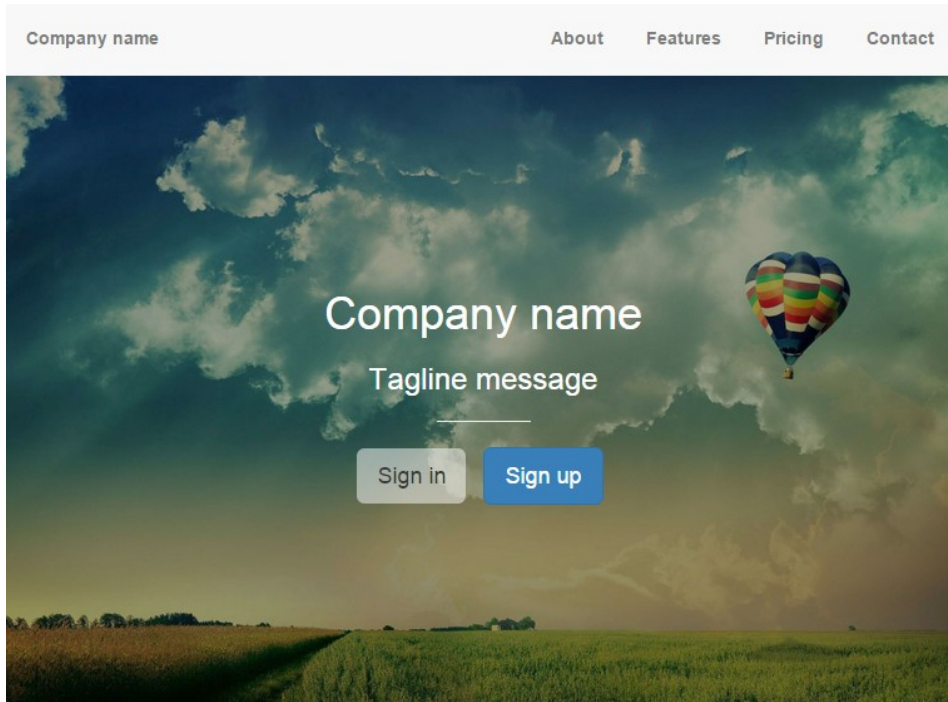 Company name About Features Pricing Contact
Company name
Tagline message
Sign in Sign up